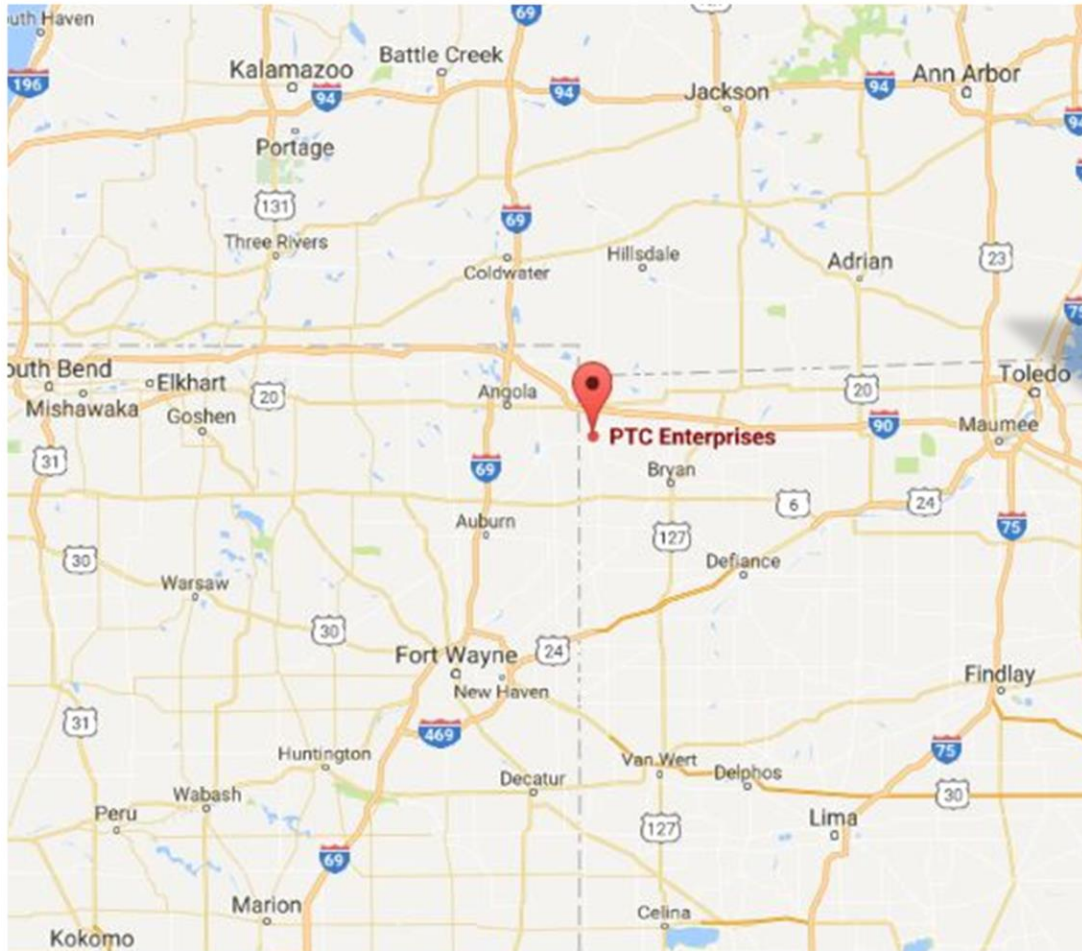 69
outh Haven
Battle Creek
Kalamazoo
Ann Arbor
196
94
94
94
Jackson
94
Portage
131
69
Three Rivers
Hillsdale
Coldwater
Adrian
23
75
outh Bend
Elkhart
Angola
20
20
Toledo
Mishawaka
Goshen
Maumee
90
PTC Enterprises
31
69
Bryan
6
24
Auburn
75
127
30
Defiance
Warsaw
30
Fort Wayne
24
New Haven
Findlay
31
469
75
Huntington
Van Wert
Decatur
Delphos
Wabash
30
Peru
Lima
127
69
Marion
Celina
Kokomo